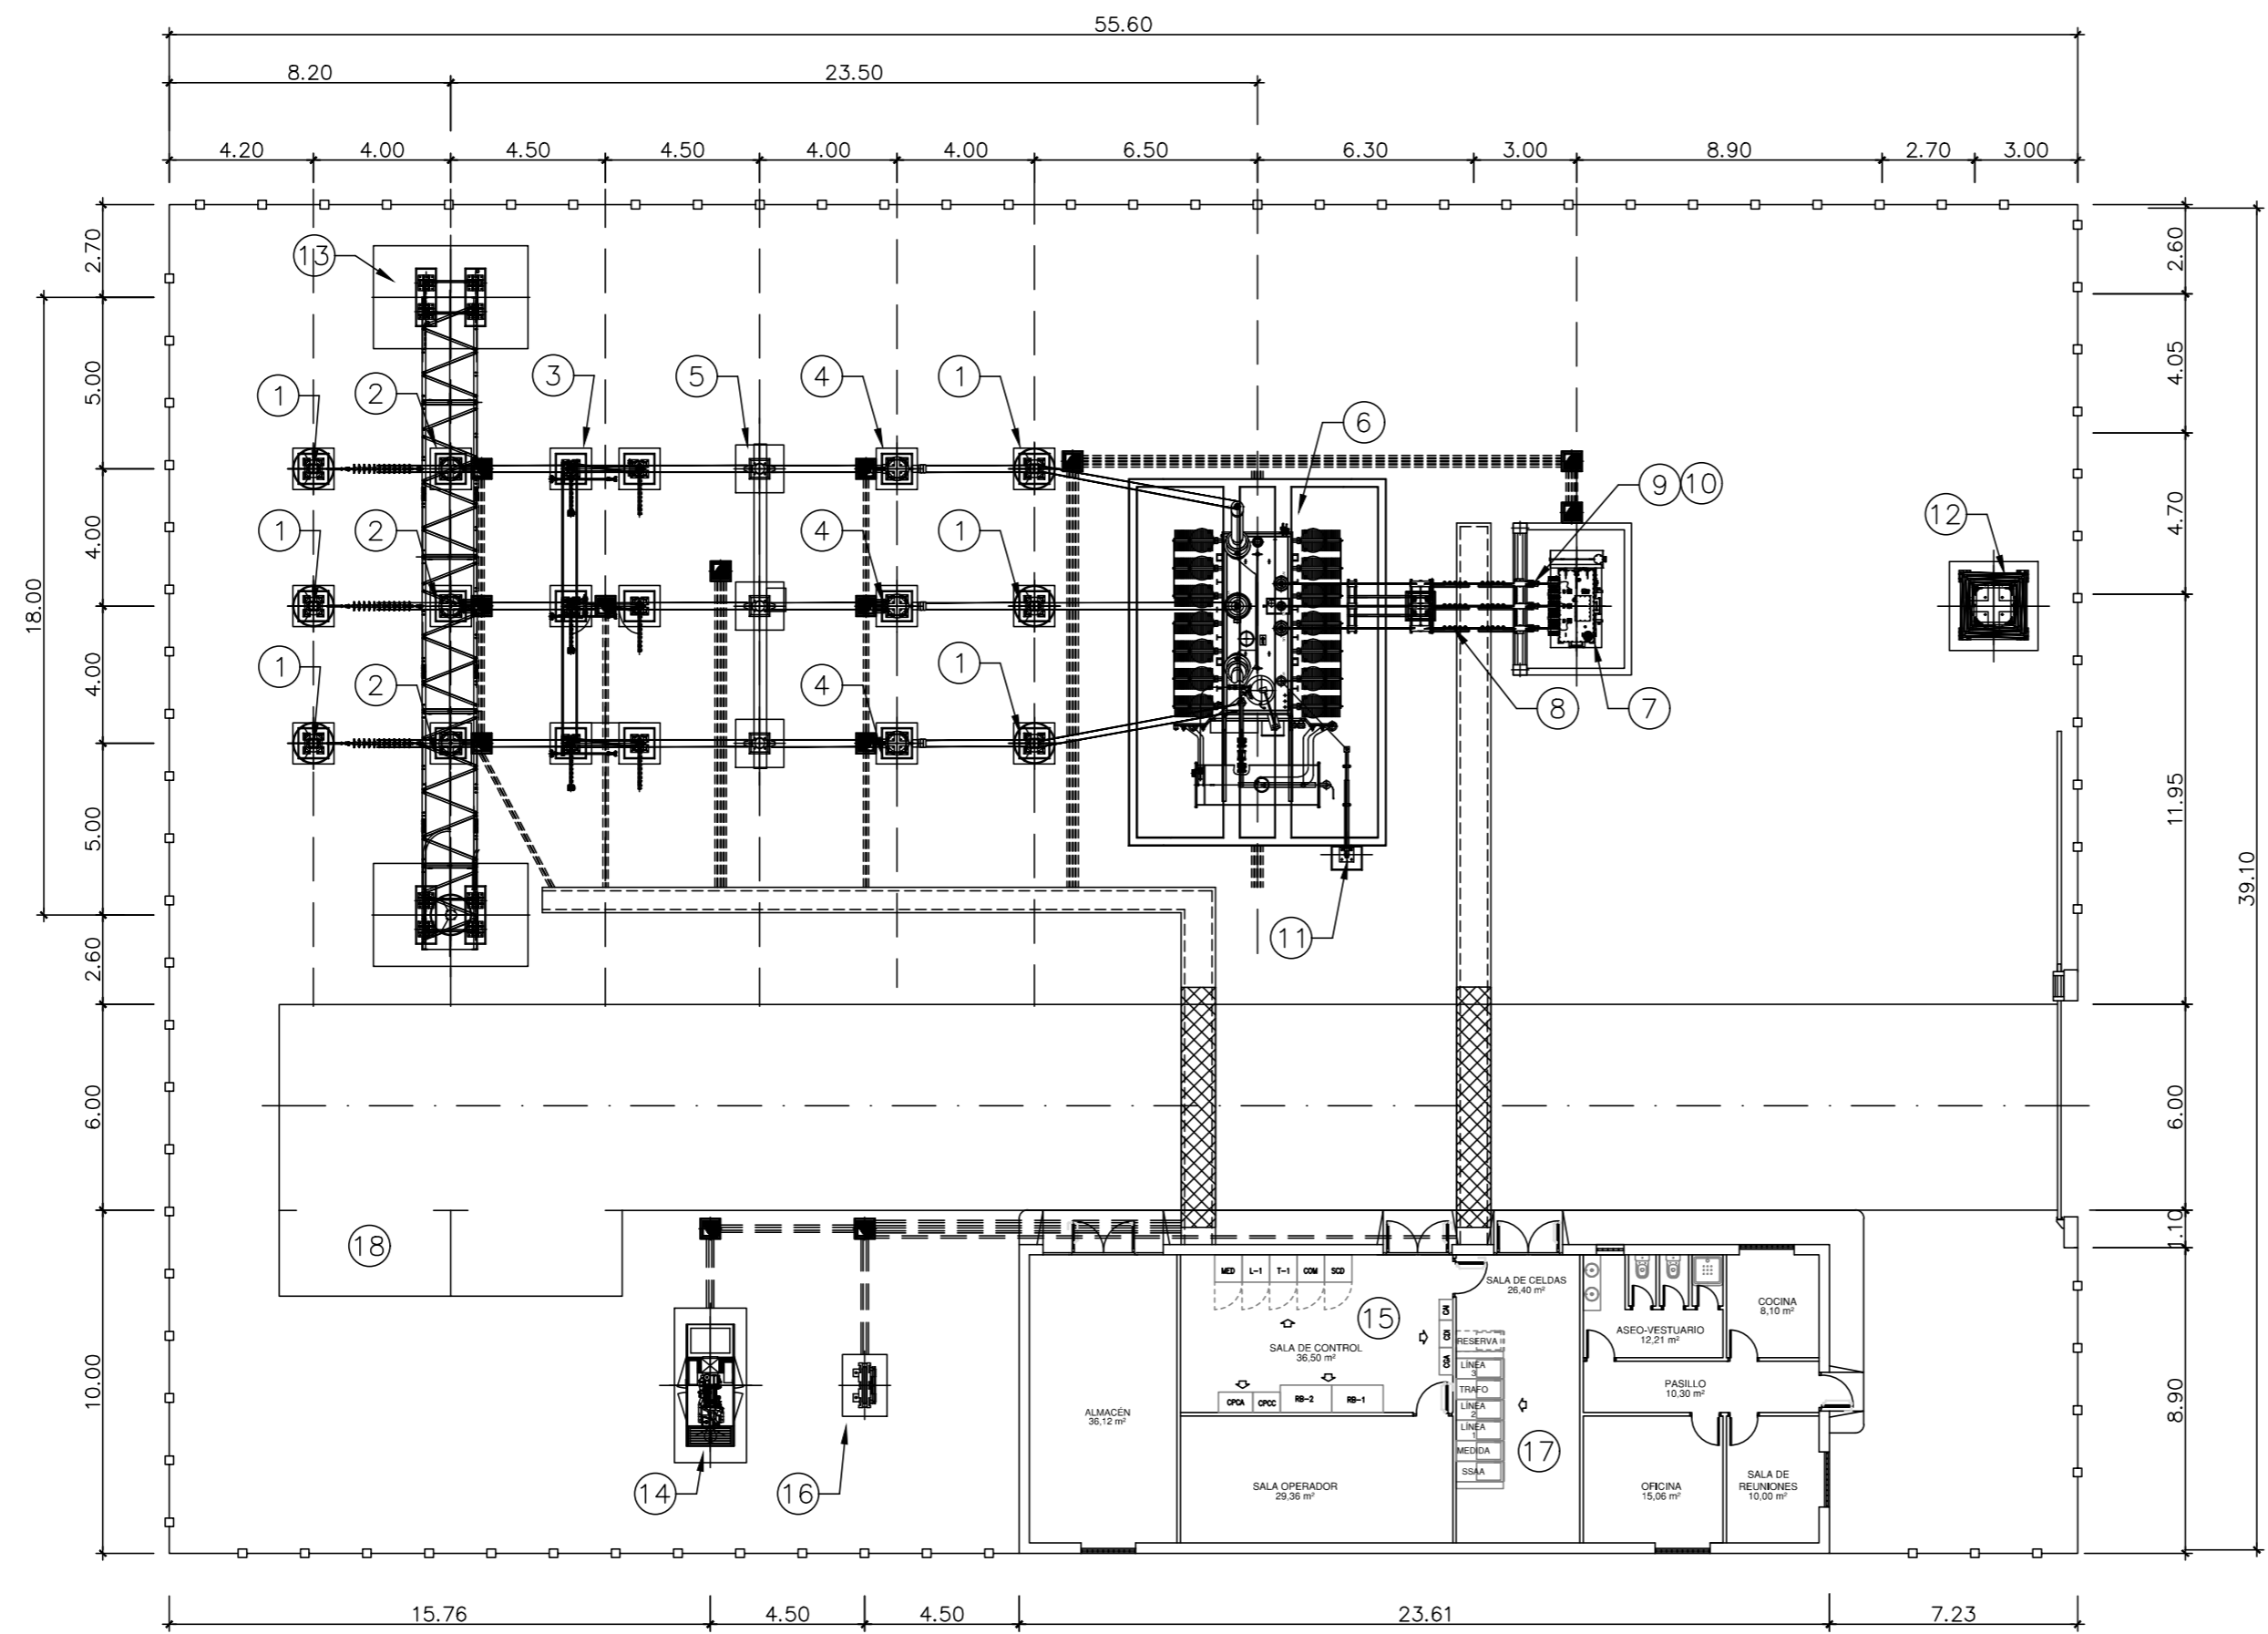 55.60
8.20 23.50
4.20 4.00 4.50 4.50 4.00 4.00 6.50 6.30 3.00 8.90 2.70 3.00
2.70
5.00
4.00
4.00
5.00
2.60
6.00
10.00
18.00
2.60
4.05
4.70
11.95
6.00
1.10
8.90
39.10
13
1 2 3 5 4 1 6
9 10
12
1 2 4 1
1 2 4 1
8 7
11
18
14
16
MED L-1 T-1 COM SCD
15
SALA DE CONTROL
36,50 m²
CPCA CPCC RB-2 RB-1
CGA
SALA DE CELDAS
26,40 m²
RESERVA
LÍNEA
3
TRAFO
LÍNEA
2
LÍNEA
1
MEDIDA
SSAA
17
ALMACÉN
36,12 m²
SALA OPERADOR
29,36 m²
ASEO-VESTUARIO
12,21 m²
COCINA
8,10 m²
PASILLO
10,30 m²
OFICINA
15,06 m²
SALA DE
REUNIONES
10,00 m²
15.76 4.50 4.50 23.61 7.23